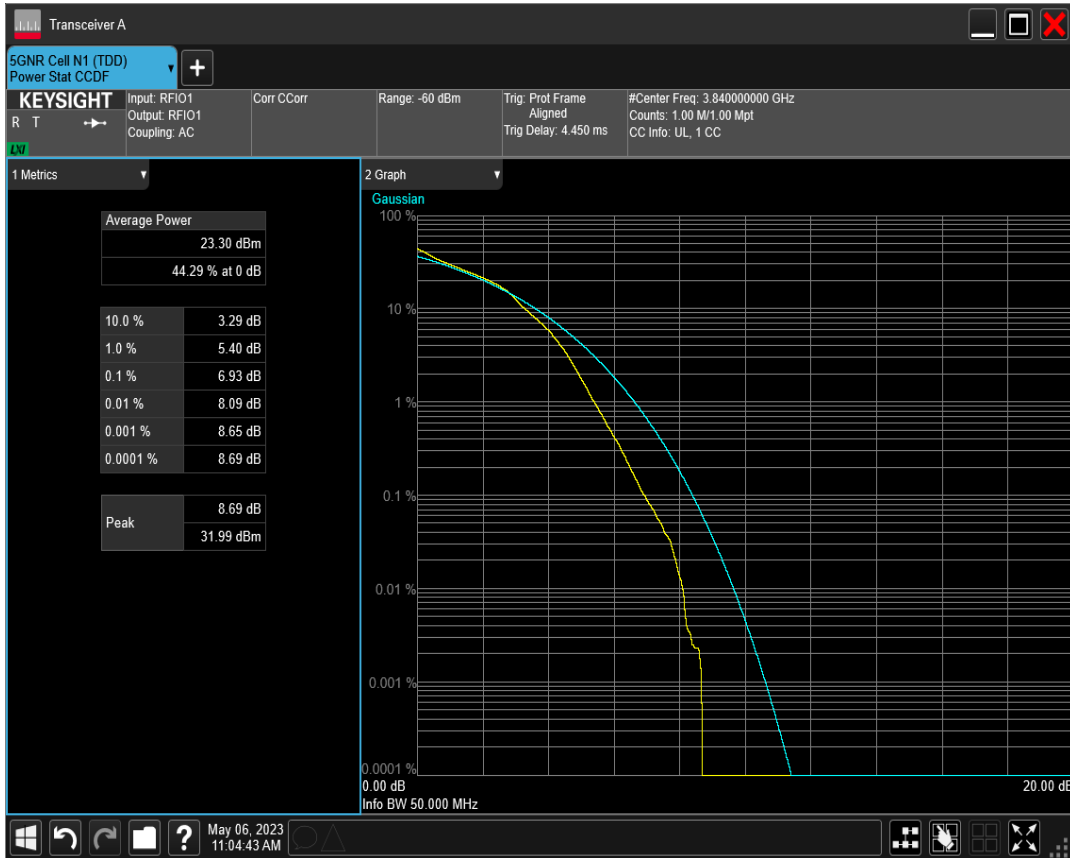 Transceiver A
5GNR Cell N1 (TDD)
Power Stat CCDF
+
KEYSIGHT
R T
LXI
Input: RFIO1
Output: RFIO1
Coupling: AC
Corr CCorr
Range: -60 dBm
Trig: Prot Frame
Aligned
Trig Delay: 4.450 ms
#Center Freq: 3.840000000 GHz
Counts: 1.00 M/1.00 Mpt
CC Info: UL, 1 CC
1 Metrics
Average Power
23.30 dBm
44.29 % at 0 dB
10.0 % 3.29 dB
1.0 % 5.40 dB
0.1 % 6.93 dB
0.01 % 8.09 dB
0.001 % 8.65 dB
0.0001 % 8.69 dB
Peak
8.69 dB
31.99 dBm
2 Graph
Gaussian
100 %
10 %
1 %
0.1 %
0.01 %
0.001 %
0.0001 %
0.00 dB 20.00 dB
Info BW 50.000 MHz
?
May 06, 2023
11:04:43 AM